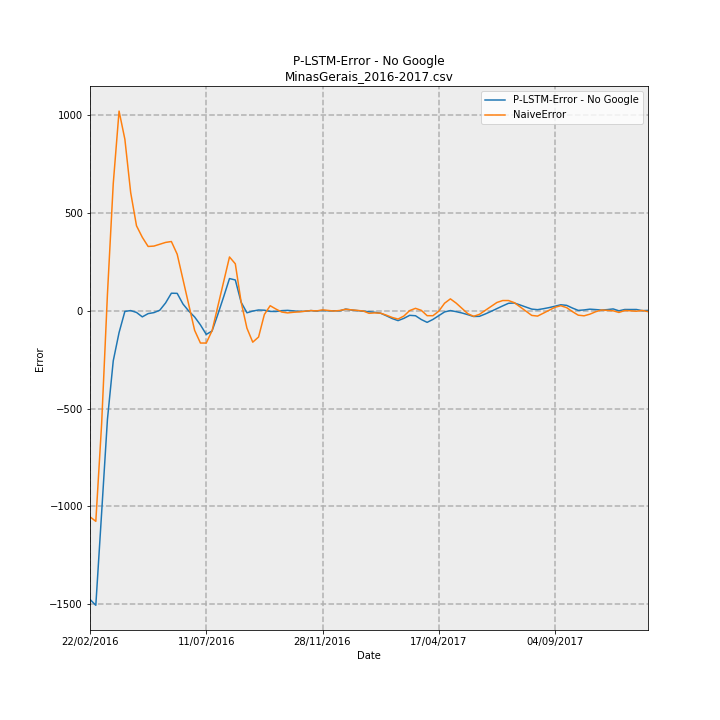 P-LSTM-Error - No Google
MinasGerais_2016-2017.csv
P-LSTM-Error - No Google
NaiveError
1000
500
0
−500
−1000
−1500
Error
22/02/2016
11/07/2016
28/11/2016
17/04/2017
04/09/2017
Date